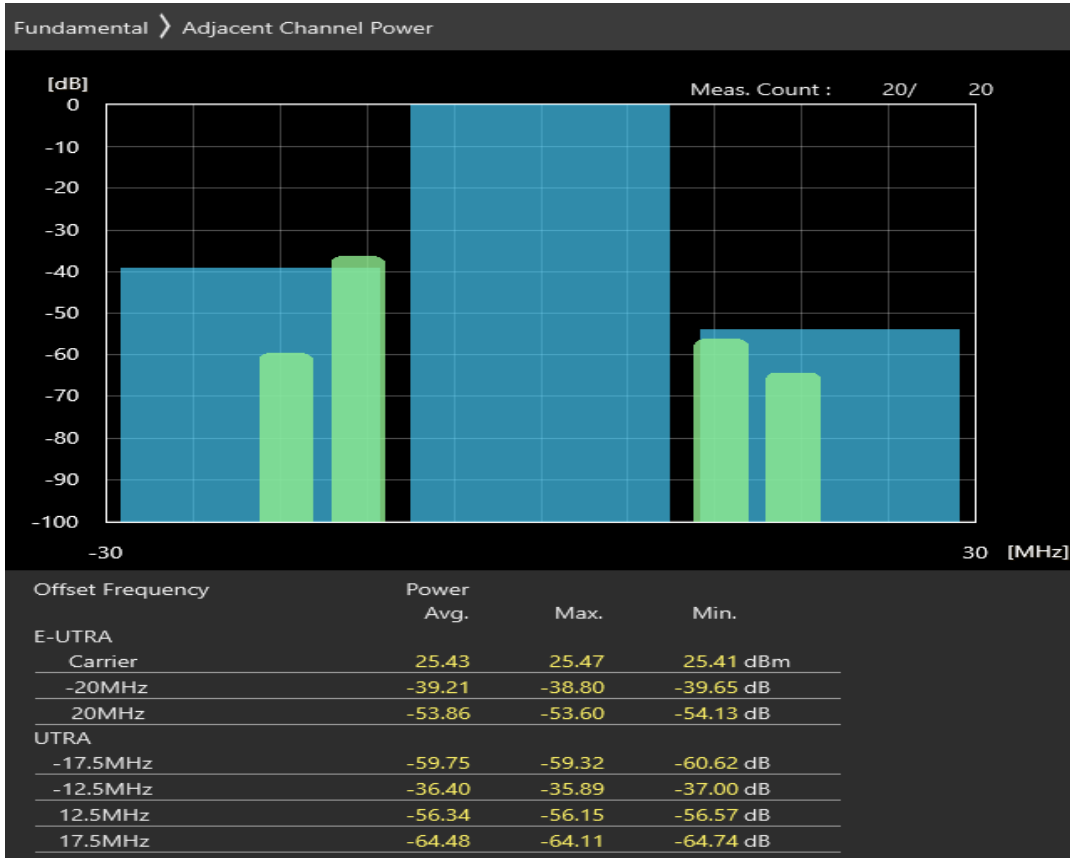 Fundamental 〉 Adjacent Channel Power
[dB]
Meas. Count : 20/ 20
0
-10
-20
-30
-40
-50
-60
-70
-80
-90
-100
-30 30 [MHz]
Offset Frequency Power
Avg. Max. Min.
E-UTRA
Carrier 25.43 25.47 25.41 dBm
-20MHz -39.21 -38.80 -39.65 dB
20MHz -53.86 -53.60 -54.13 dB
UTRA
-17.5MHz -59.75 -59.32 -60.62 dB
-12.5MHz -36.40 -35.89 -37.00 dB
12.5MHz -56.34 -56.15 -56.57 dB
17.5MHz -64.48 -64.11 -64.74 dB